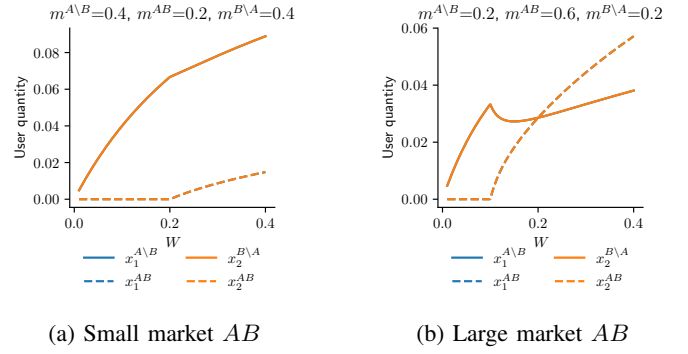 m^{A\B}=0.4, m^{AB}=0.2, m^{B\A}=0.4
User quantity
0.08
0.06
0.04
0.02
0.00
0.0 0.2 0.4
W
x_1^{A\B} x_2^{B\A}
x_1^{AB} x_2^{AB}
(a) Small market AB
m^{A\B}=0.2, m^{AB}=0.6, m^{B\A}=0.2
User quantity
0.06
0.04
0.02
0.00
0.0 0.2 0.4
W
x_1^{A\B} x_2^{B\A}
x_1^{AB} x_2^{AB}
(b) Large market AB